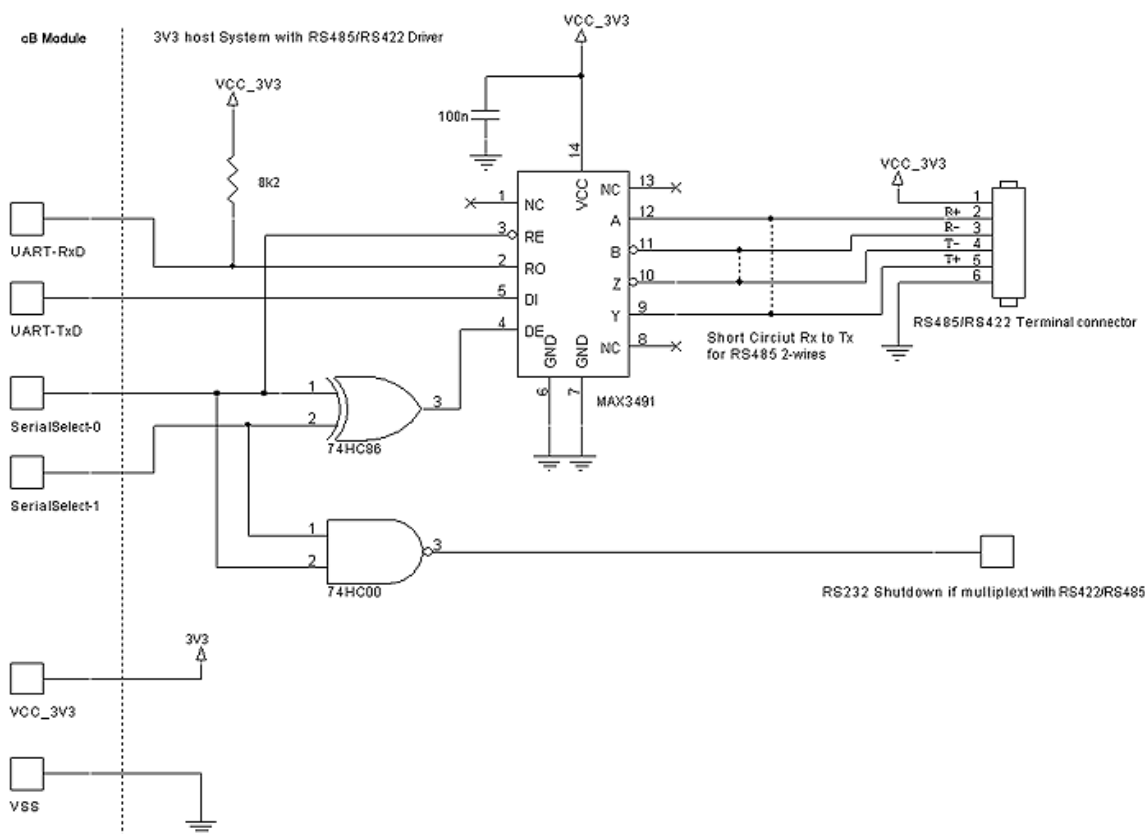 oB Module
3V3 host System with RS485/RS422 Driver
VCC_3V3
VCC_3V3
100n
14
8k2
VCC_3V3
1
NC
VCC
NC
13
1
3
RE
A
12
R+
2
UART-RxD
R-
3
2
RO
B
11
T-
4
T+
5
5
DI
Z
10
6
UART-TxD
4
DE
Y
9
RS485/RS422 Terminal connector
GND
GND
NC
8
Short Circiut Rx to Tx
for RS485 2-wires
6
7
MAX3491
1
3
2
SerialSelect-0
74HC86
SerialSelect-1
1
3
2
74HC00
RS232 Shutdown if multiplext with RS422/RS485
3V3
VCC_3V3
VSS